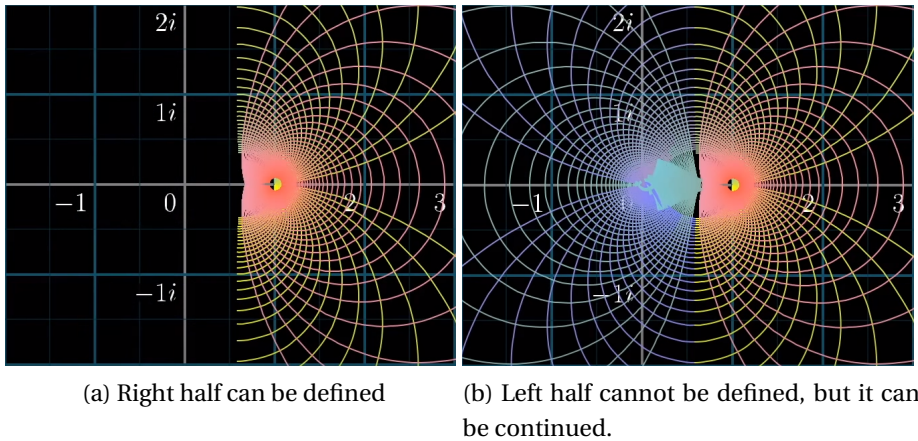 2i
1i
−1
0
2
3
−1i
2i
1i
−1
2
3
−1i
(a) Right half can be defined
(b) Left half cannot be defined, but it can
be continued.